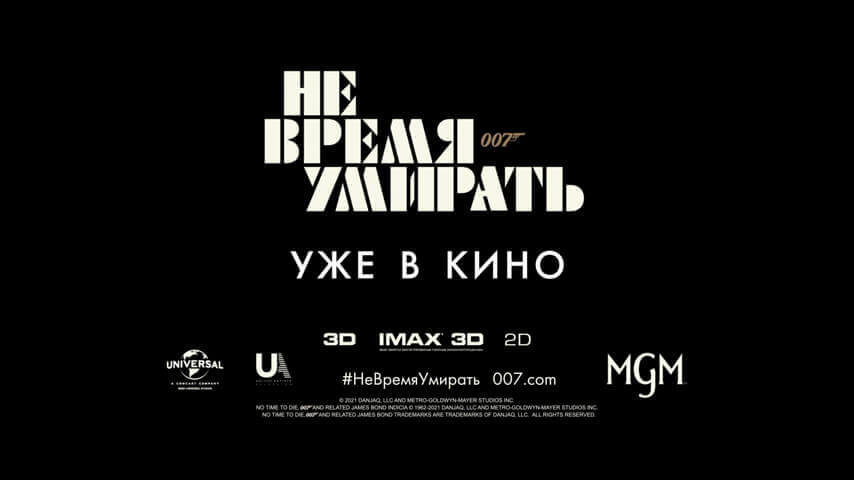 НЕ
ВРЕМЯ 007
УМИРАТЬ
УЖЕ В КИНО
3D IMAX 3D 2D
UNIVERSAL
A COMCAST COMPANY
UA
MGM
#НеВремяУмирать 007.com
© 2021 DANJAQ, LLC AND METRO-GOLDWYN-MAYER STUDIOS INC.
NO TIME TO DIE, 007 AND RELATED JAMES BOND INDICIA © 1962-2021 DANJAQ, LLC AND METRO-GOLDWYN-MAYER STUDIOS INC.
NO TIME TO DIE, 007 AND RELATED JAMES BOND TRADEMARKS ARE TRADEMARKS OF DANJAQ, LLC. ALL RIGHTS RESERVED.